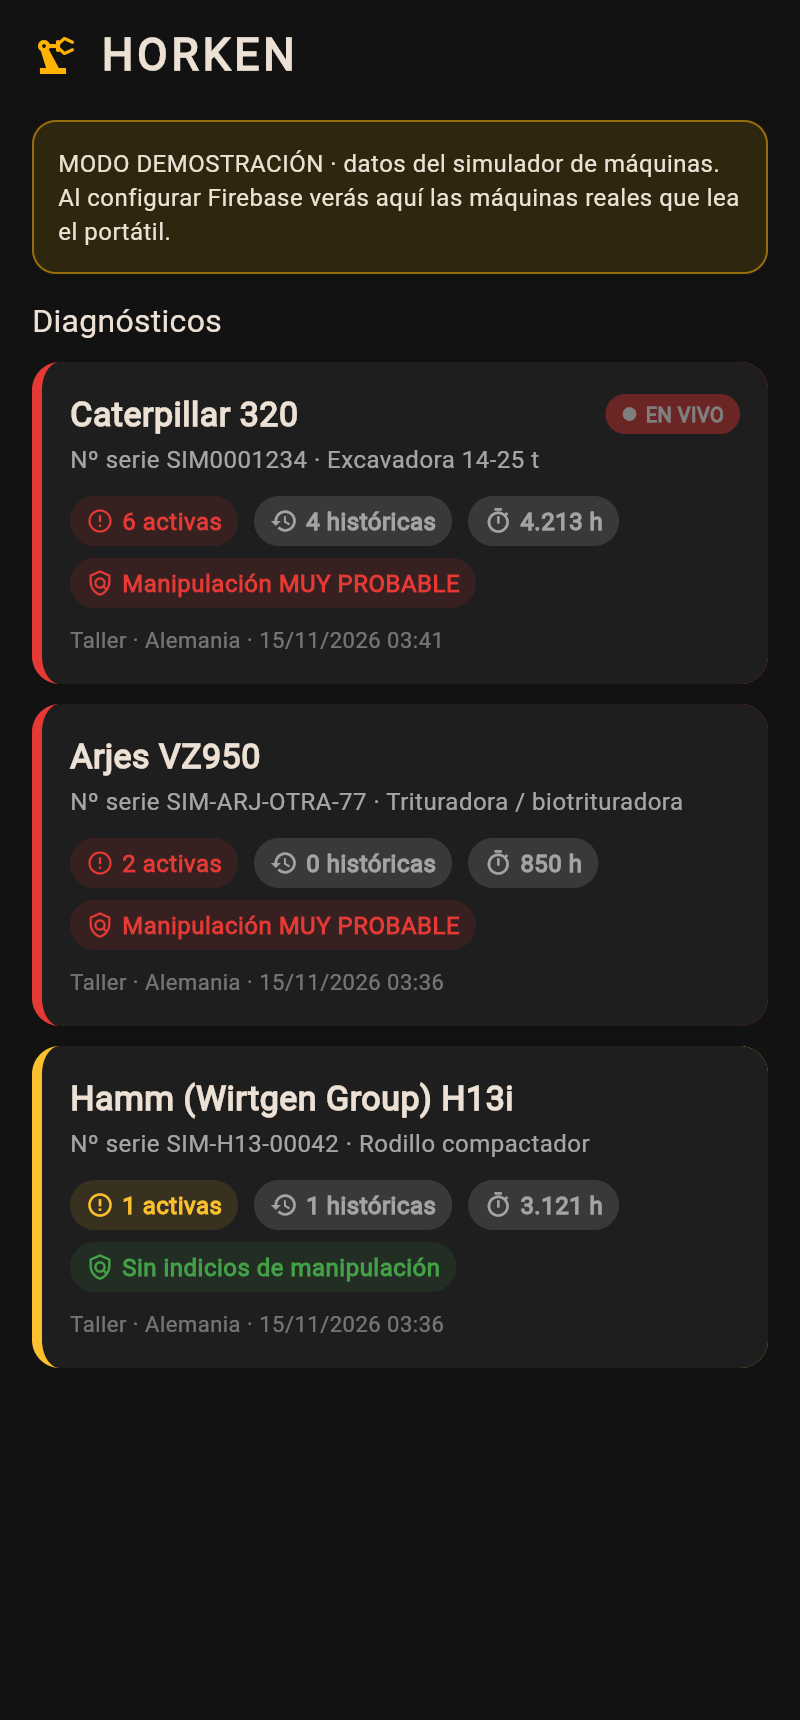 HORKEN
MODO DEMOSTRACIÓN · datos del simulador de máquinas.
Al configurar Firebase verás aquí las máquinas reales que lea
el portátil.
Diagnósticos
Caterpillar 320
EN VIVO
Nº serie SIM0001234 · Excavadora 14-25 t
6 activas
4 históricas
4.213 h
Manipulación MUY PROBABLE
Taller · Alemania · 15/11/2026 03:41
Arjes VZ950
Nº serie SIM-ARJ-OTRA-77 · Trituradora / biotrituradora
2 activas
0 históricas
850 h
Manipulación MUY PROBABLE
Taller · Alemania · 15/11/2026 03:36
Hamm (Wirtgen Group) H13i
Nº serie SIM-H13-00042 · Rodillo compactador
1 activas
1 históricas
3.121 h
Sin indicios de manipulación
Taller · Alemania · 15/11/2026 03:36